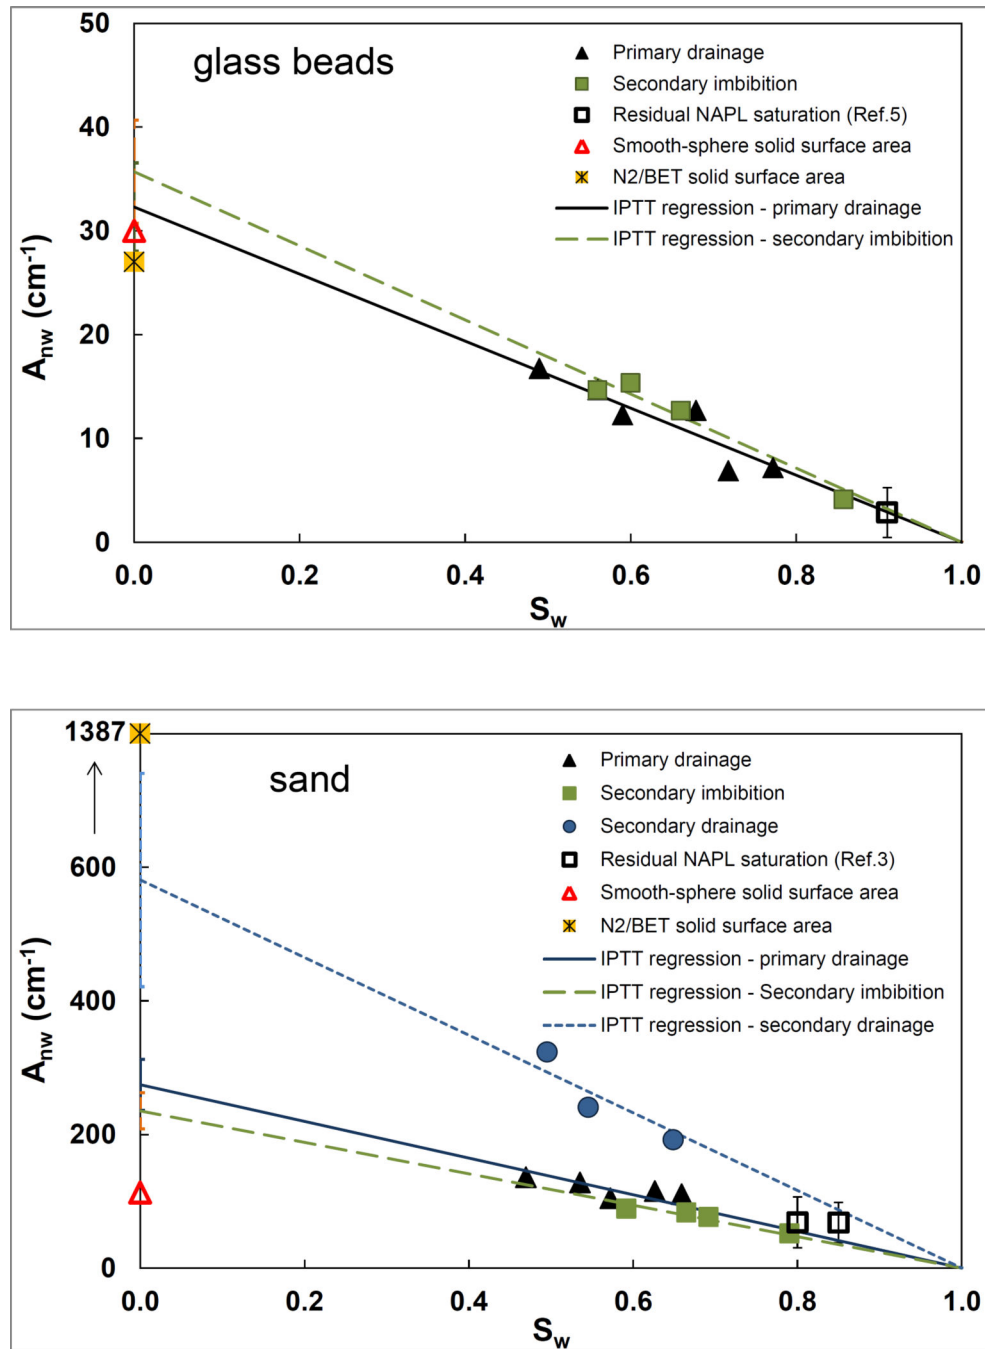 50
glass beads
Primary drainage
Secondary imbibition
Residual NAPL saturation (Ref.5)
Smooth-sphere solid surface area
N2/BET solid surface area
IPTT regression - primary drainage
IPTT regression - secondary imbibition
40
30
20
10
0
A_nw (cm⁻¹)
0.0 0.2 0.4 0.6 0.8 1.0
S_w
1387
sand
Primary drainage
Secondary imbibition
Secondary drainage
Residual NAPL saturation (Ref.3)
Smooth-sphere solid surface area
N2/BET solid surface area
IPTT regression - primary drainage
IPTT regression - Secondary imbibition
IPTT regression - secondary drainage
600
400
200
0
A_nw (cm⁻¹)
0.0 0.2 0.4 0.6 0.8 1.0
S_w